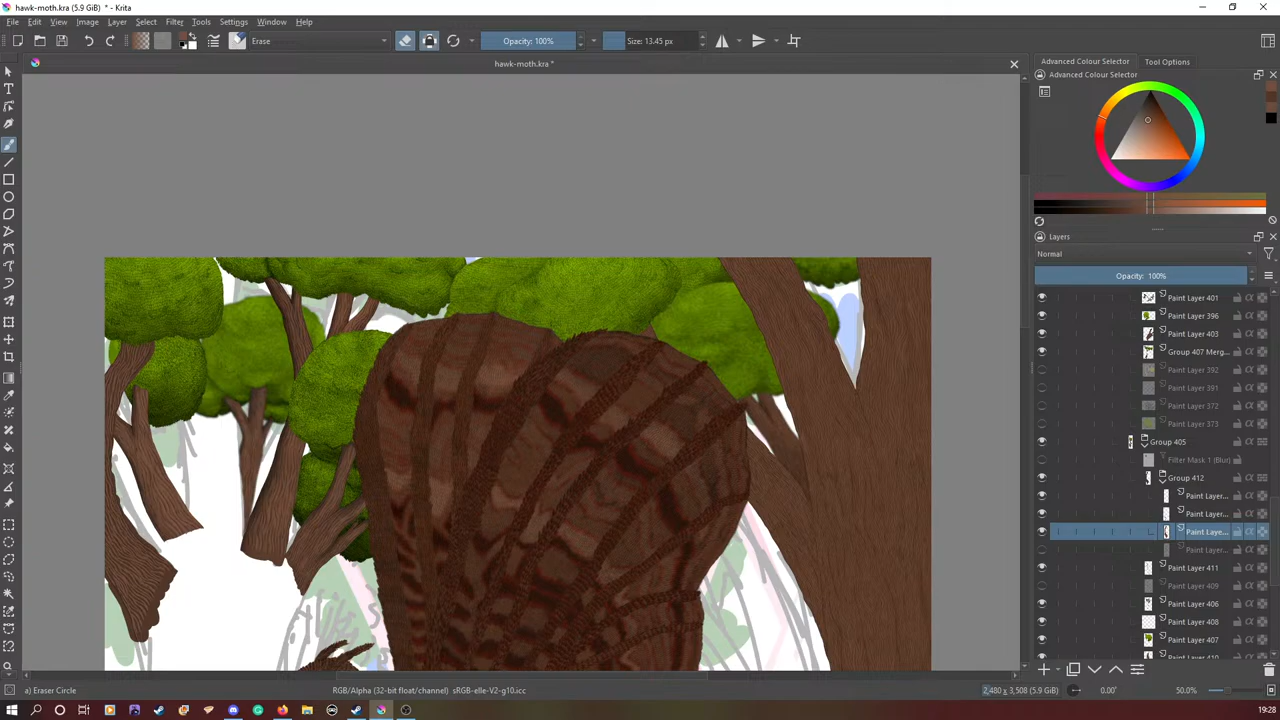 hawk-moth.kra (5.9 GiB) * - Krita
File Edit View Image Layer Select Filter Tools Settings Window Help
Erase Opacity: 100% Size: 13.45 px
hawk-moth.kra *
Advanced Colour Selector Tool Options
Advanced Colour Selector
Layers
Normal
Opacity: 100%
Paint Layer 401
Paint Layer 396
Paint Layer 403
Group 407 Merg...
Paint Layer 392
Paint Layer 391
Paint Layer 372
Paint Layer 373
Group 405
Filter Mask 1 (Blur)
Group 412
Paint Layer...
Paint Layer...
Paint Laye...
Paint Layer...
Paint Layer 411
Paint Layer 409
Paint Layer 406
Paint Layer 408
Paint Layer 407
Paint Layer 410
a) Eraser Circle RGB/Alpha (32-bit float/channel) sRGB-elle-V2-g10.icc 2,480 x 3,508 (5.9 GiB) 0.00° 50.0%
19:28